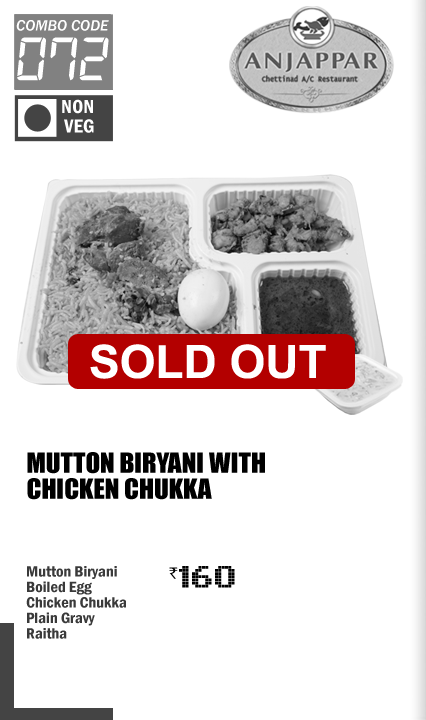 COMBO CODE
072
NON
VEG
ANJAPPAR
Chettinad A/C Restaurant
SOLD OUT
MUTTON BIRYANI WITH
CHICKEN CHUKKA
Mutton Biryani
Boiled Egg
Chicken Chukka
Plain Gravy
Raitha
₹160